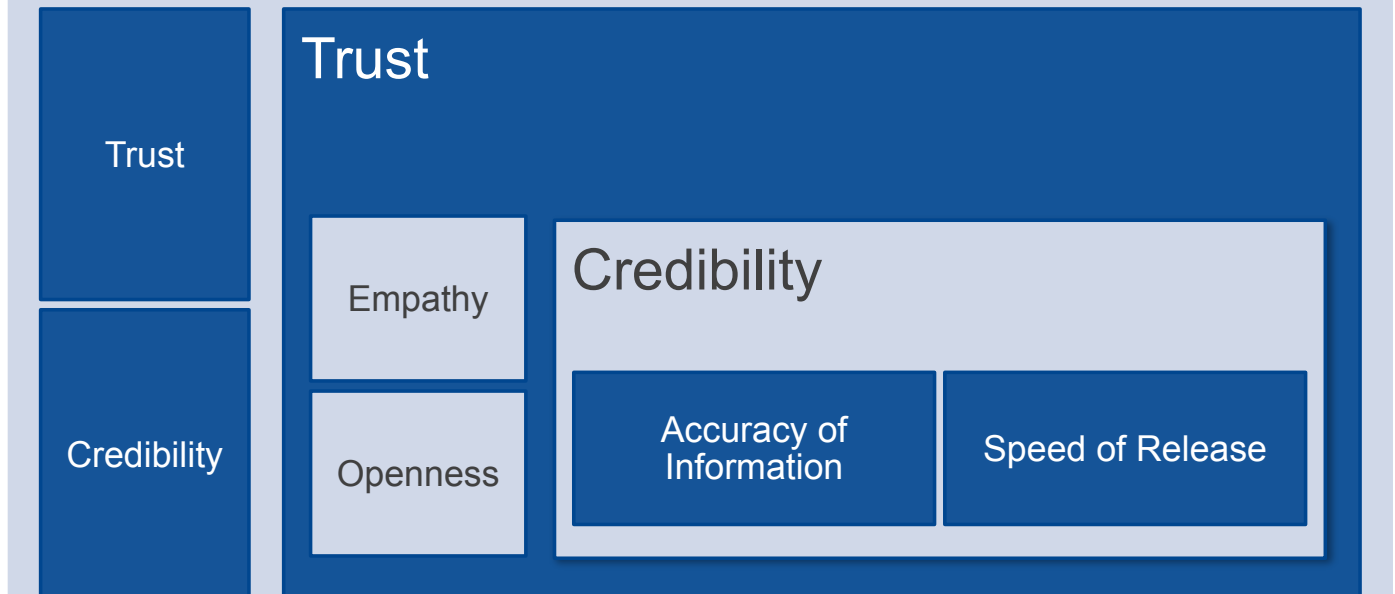 Trust
Credibility
Trust
Empathy
Openness
Credibility
Accuracy of
Information
Speed of Release